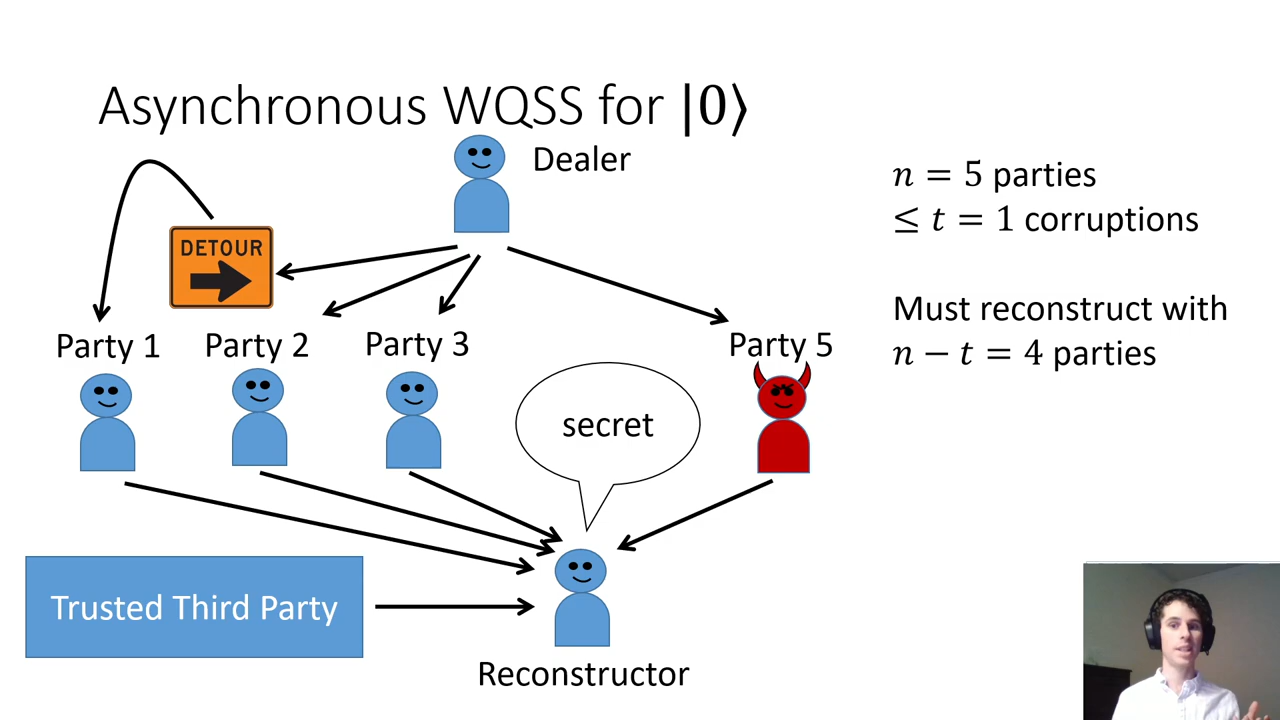 Asynchronous WQSS for |0⟩
Dealer
n = 5 parties
≤ t = 1 corruptions
DETOUR
Must reconstruct with
n − t = 4 parties
Party 1
Party 2
Party 3
Party 5
secret
Trusted Third Party
Reconstructor